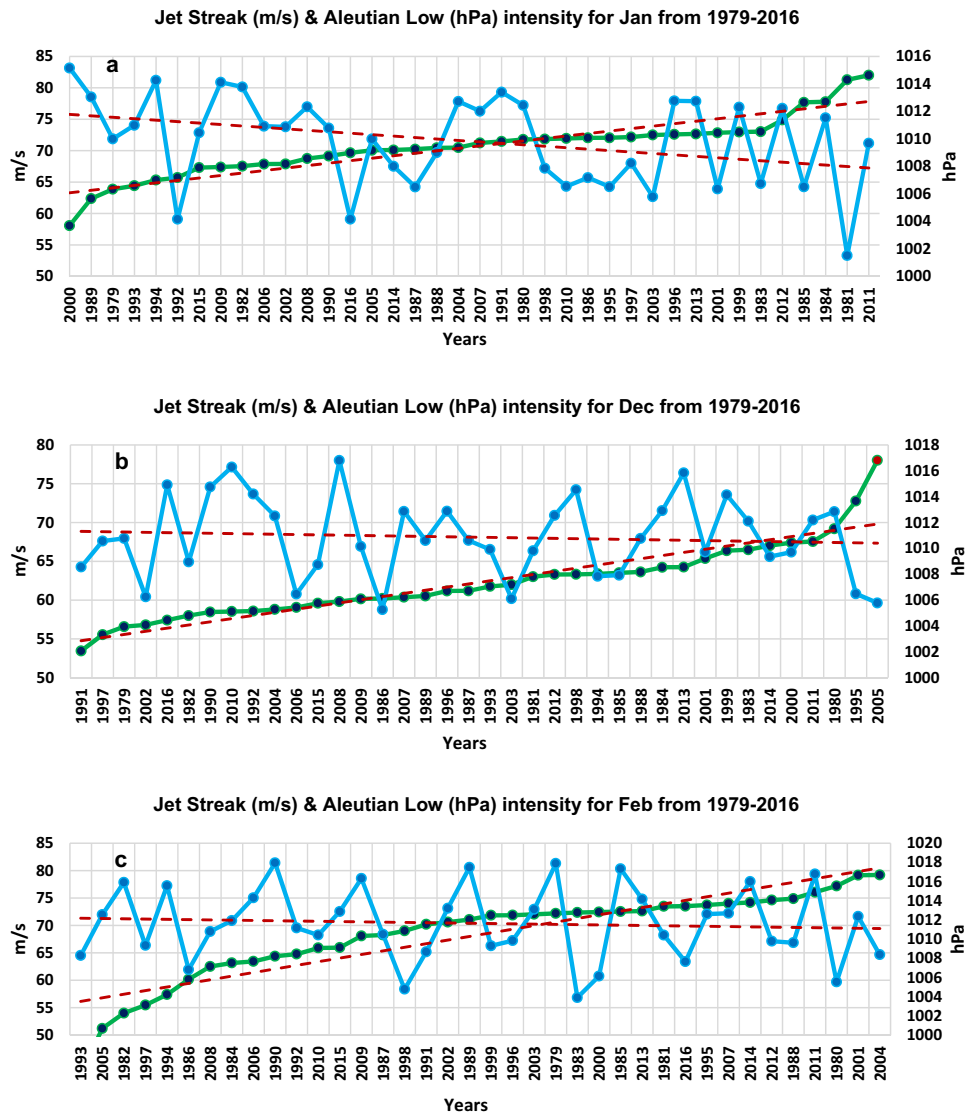 Jet Streak (m/s) & Aleutian Low (hPa) intensity for Jan from 1979-2016
a
85
80
75
70
65
60
55
50
m/s
1016
1014
1012
1010
1008
1006
1004
1002
1000
hPa
2000 1989 1979 1993 1994 1992 2015 2009 1982 2006 2002 2008 1990 2016 2005 2014 1987 1988 2004 2007 1991 1980 1998 2010 1986 1995 1997 2003 1996 2013 2001 1999 1983 2012 1985 1984 1981 2011
Years
Jet Streak (m/s) & Aleutian Low (hPa) intensity for Dec from 1979-2016
b
80
75
70
65
60
55
50
m/s
1018
1016
1014
1012
1010
1008
1006
1004
1002
1000
hPa
1991 1997 1979 2002 2016 1982 1990 2010 1992 2004 2006 2015 2008 2009 1986 2007 1989 1996 1987 1993 2003 1981 2012 1998 1994 1985 1988 1984 2013 2001 1999 1983 2014 2000 2011 1980 1995 2005
Years
Jet Streak (m/s) & Aleutian Low (hPa) intensity for Feb from 1979-2016
c
85
80
75
70
65
60
55
50
m/s
1020
1018
1016
1014
1012
1010
1008
1006
1004
1002
1000
hPa
1993 2005 1982 1997 1994 1986 2008 1984 2006 1990 1992 2010 2015 2009 1987 1998 1991 2002 1989 1999 1996 2003 1979 1983 2000 1985 2013 1981 2016 1995 2007 2014 2012 1988 2011 1980 2001 2004
Years